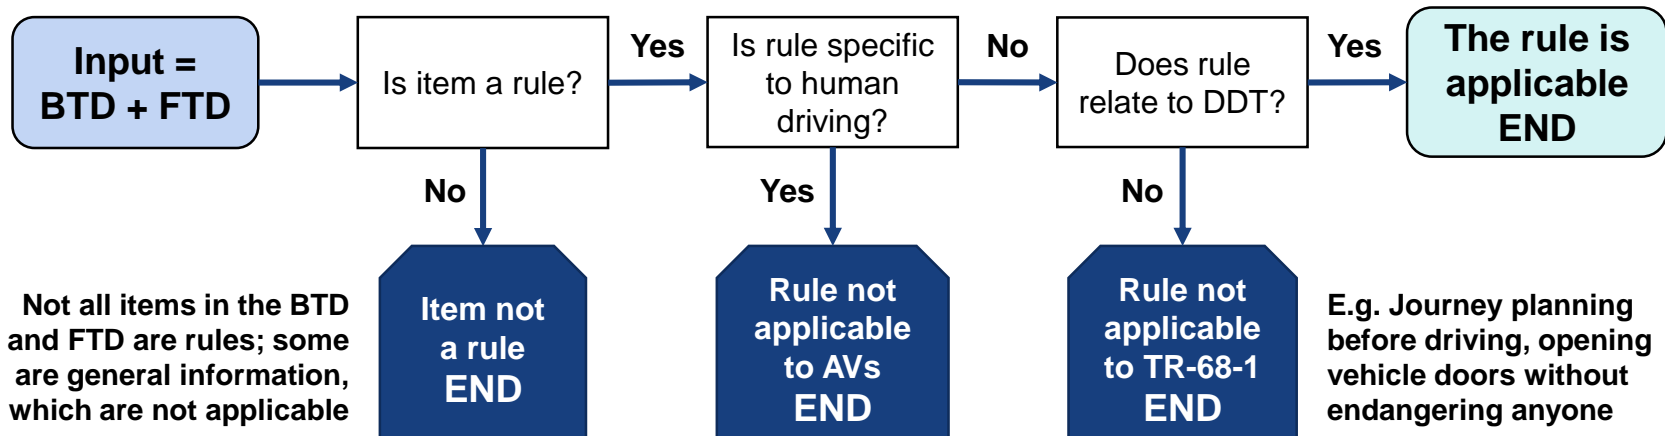 Input =
BTD + FTD
Is item a rule?
Yes
Is rule specific
to human
driving?
No
Does rule
relate to DDT?
Yes
The rule is
applicable
END
No
Yes
No
Not all items in the BTD
and FTD are rules; some
are general information,
which are not applicable
Item not
a rule
END
Rule not
applicable
to AVs
END
Rule not
applicable
to TR-68-1
END
E.g. Journey planning
before driving, opening
vehicle doors without
endangering anyone